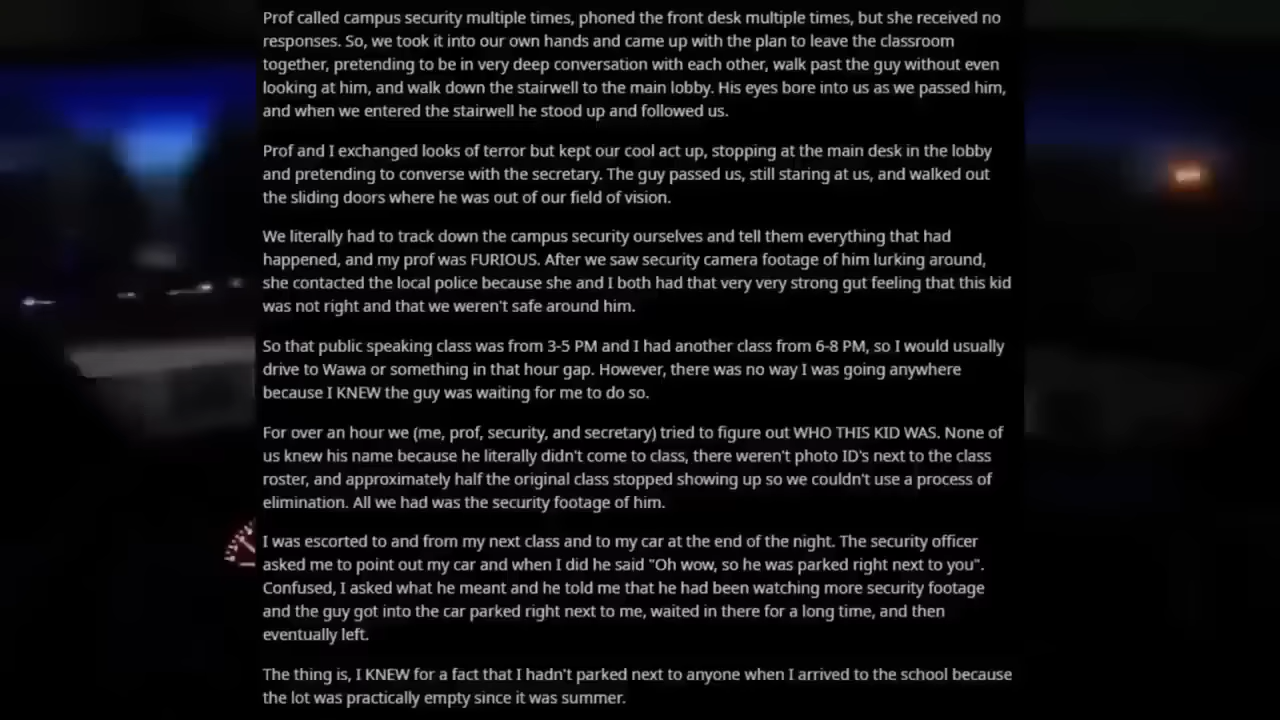 Prof called campus security multiple times, phoned the front desk multiple times, but she received no
responses. So, we took it into our own hands and came up with the plan to leave the classroom
together, pretending to be in very deep conversation with each other, walk past the guy without even
looking at him, and walk down the stairwell to the main lobby. His eyes bore into us as we passed him,
and when we entered the stairwell he stood up and followed us.
Prof and I exchanged looks of terror but kept our cool act up, stopping at the main desk in the lobby
and pretending to converse with the secretary. The guy passed us, still staring at us, and walked out
the sliding doors where he was out of our field of vision.
We literally had to track down the campus security ourselves and tell them everything that had
happened, and my prof was FURIOUS. After we saw security camera footage of him lurking around,
she contacted the local police because she and I both had that very very strong gut feeling that this kid
was not right and that we weren't safe around him.
So that public speaking class was from 3-5 PM and I had another class from 6-8 PM, so I would usually
drive to Wawa or something in that hour gap. However, there was no way I was going anywhere
because I KNEW the guy was waiting for me to do so.
For over an hour we (me, prof, security, and secretary) tried to figure out WHO THIS KID WAS. None of
us knew his name because he literally didn't come to class, there weren't photo ID's next to the class
roster, and approximately half the original class stopped showing up so we couldn't use a process of
elimination. All we had was the security footage of him.
I was escorted to and from my next class and to my car at the end of the night. The security officer
asked me to point out my car and when I did he said "Oh wow, so he was parked right next to you".
Confused, I asked what he meant and he told me that he had been watching more security footage
and the guy got into the car parked right next to me, waited in there for a long time, and then
eventually left.
The thing is, I KNEW for a fact that I hadn't parked next to anyone when I arrived to the school because
the lot was practically empty since it was summer.